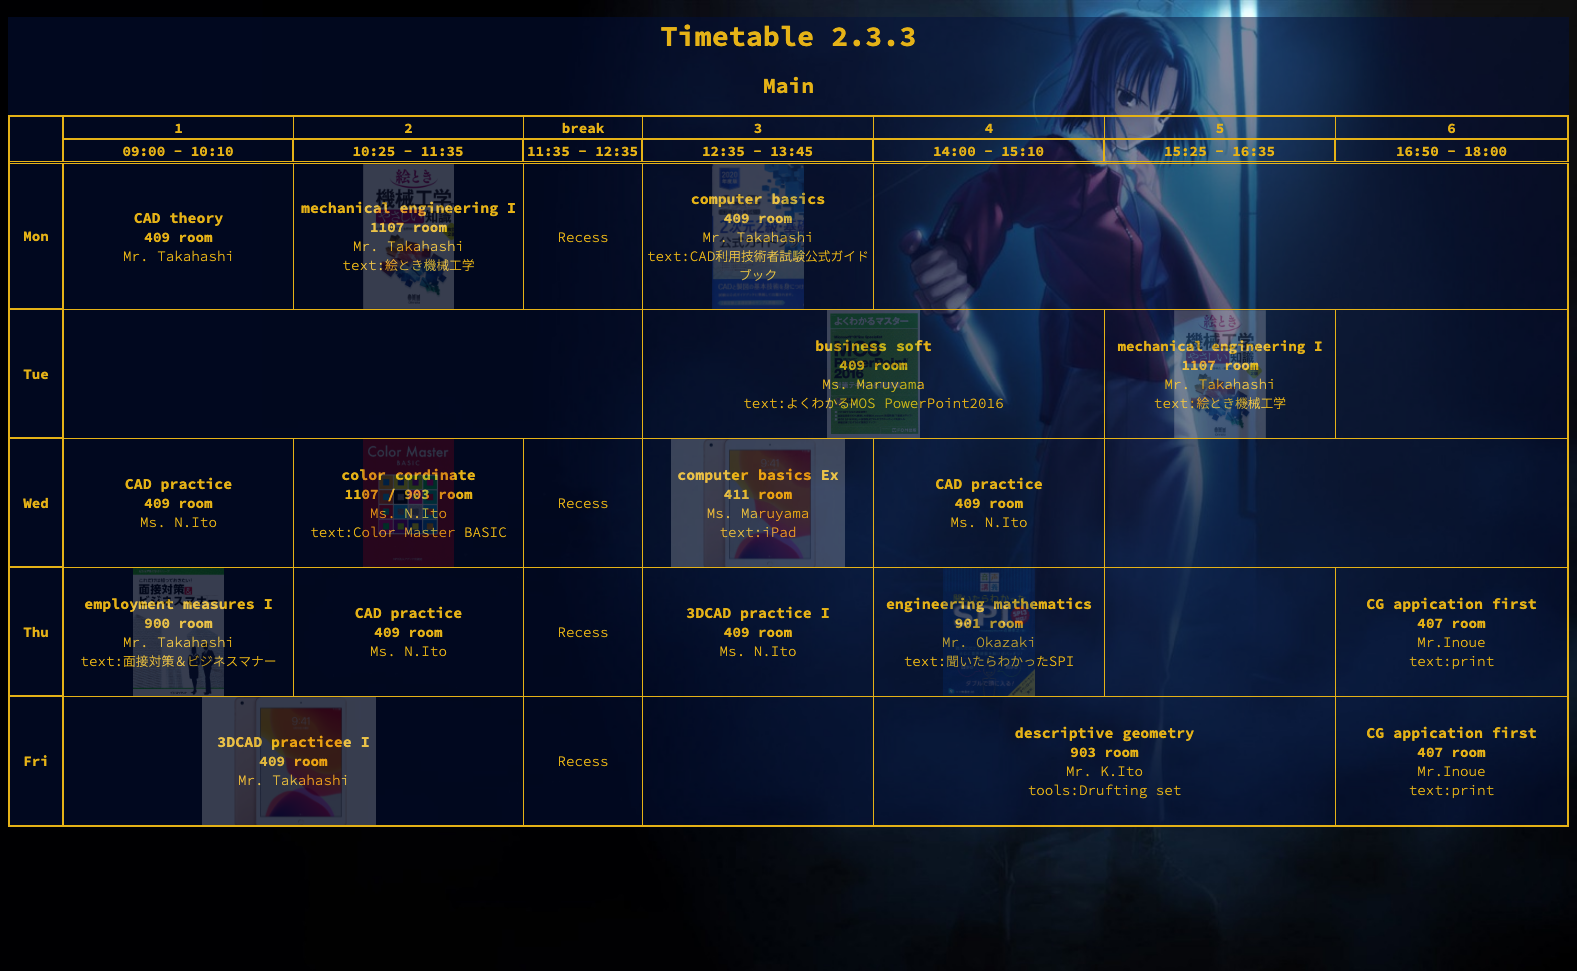 Timetable 2.3.3
Main
1 2 break 3 4 5 6
09:00 - 10:10 10:25 - 11:35 11:35 - 12:35 12:35 - 13:45 14:00 - 15:10 15:25 - 16:35 16:50 - 18:00
Mon
CAD theory
409 room
Mr. Takahashi
mechanical engineering I
1107 room
Mr. Takahashi
text:絵とき機械工学
Recess
computer basics
409 room
Mr. Takahashi
text:CAD利用技術者試験公式ガイド
ブック
Tue
business soft
409 room
Ms. Maruyama
text:よくわかるMOS PowerPoint2016
mechanical engineering I
1107 room
Mr. Takahashi
text:絵とき機械工学
Wed
CAD practice
409 room
Ms. N.Ito
color cordinate
1107 / 903 room
Ms. N.Ito
text:Color Master BASIC
Recess
computer basics Ex
411 room
Ms. Maruyama
text:iPad
CAD practice
409 room
Ms. N.Ito
Thu
employment measures I
900 room
Mr. Takahashi
text:面接対策＆ビジネスマナー
CAD practice
409 room
Ms. N.Ito
Recess
3DCAD practice I
409 room
Ms. N.Ito
engineering mathematics
901 room
Mr. Okazaki
text:聞いたらわかったSPI
CG appication first
407 room
Mr.Inoue
text:print
Fri
3DCAD practicee I
409 room
Mr. Takahashi
Recess
descriptive geometry
903 room
Mr. K.Ito
tools:Drufting set
CG appication first
407 room
Mr.Inoue
text:print